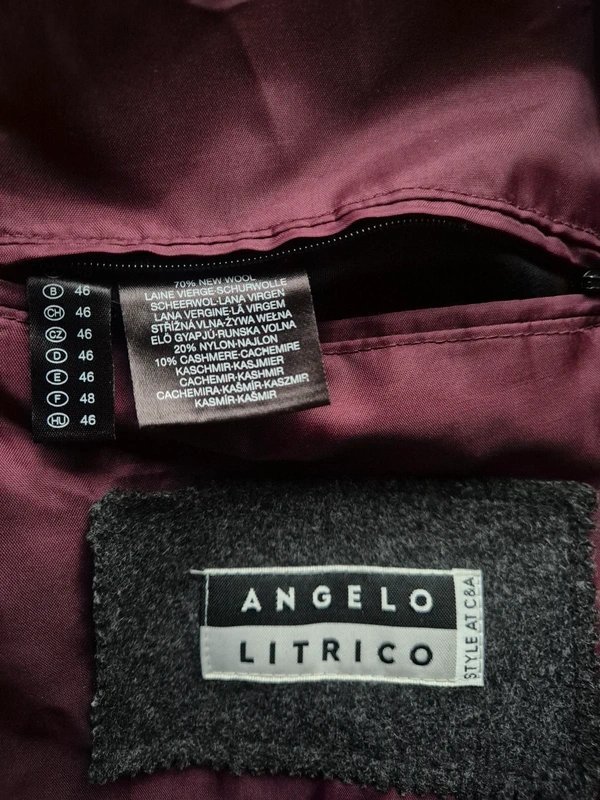 B 46
CH 46
CZ 46
D 46
E 46
F 48
HU 46
70% NEW WOOL
LAINE VIERGE·SCHURWOLLE
SCHEERWOL·LANA VIRGEN
LANA VERGINE·LÃ VIRGEM
STŘIŽNÁ VLNA·ŻYWA WEŁNA
ELŐ GYAPJÚ·RUNSKA VOLNA
20% NYLON·NAJLON
10% CASHMERE·CACHEMIRE
KASCHMIR·KASJMIER
CACHEMIR·KASHMIR
CACHEMIRA·KAŠMÍR·KASZMIR
KASMÍR·KAŠMIR
ANGELO
LITRICO
STYLE AT C&A